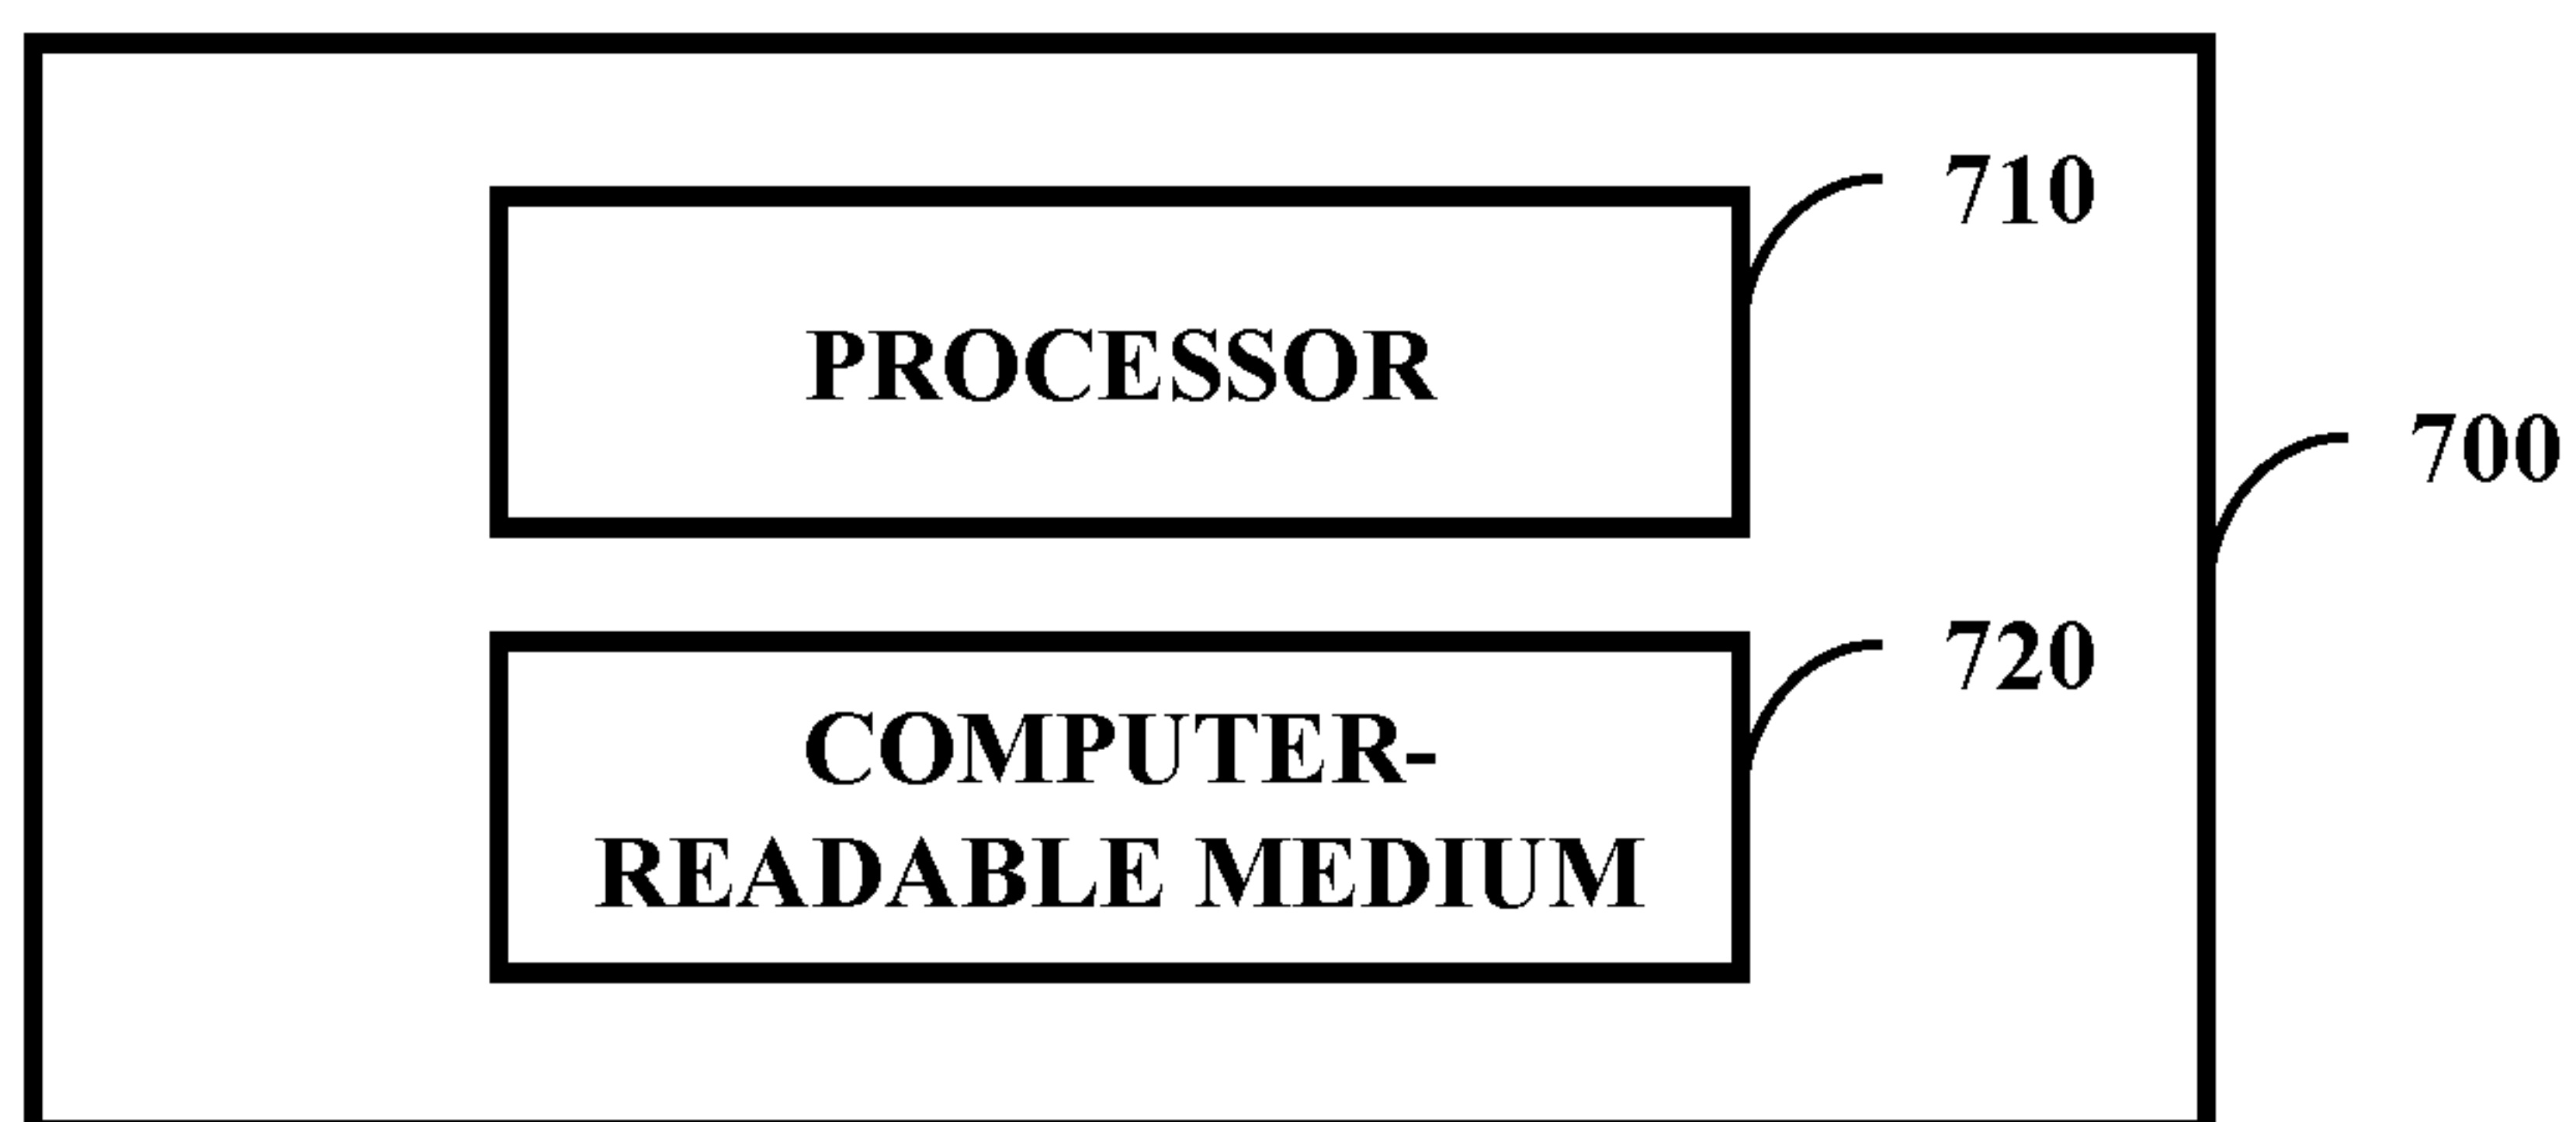 710
PROCESSOR
700
720
COMPUTER-
READABLE MEDIUM